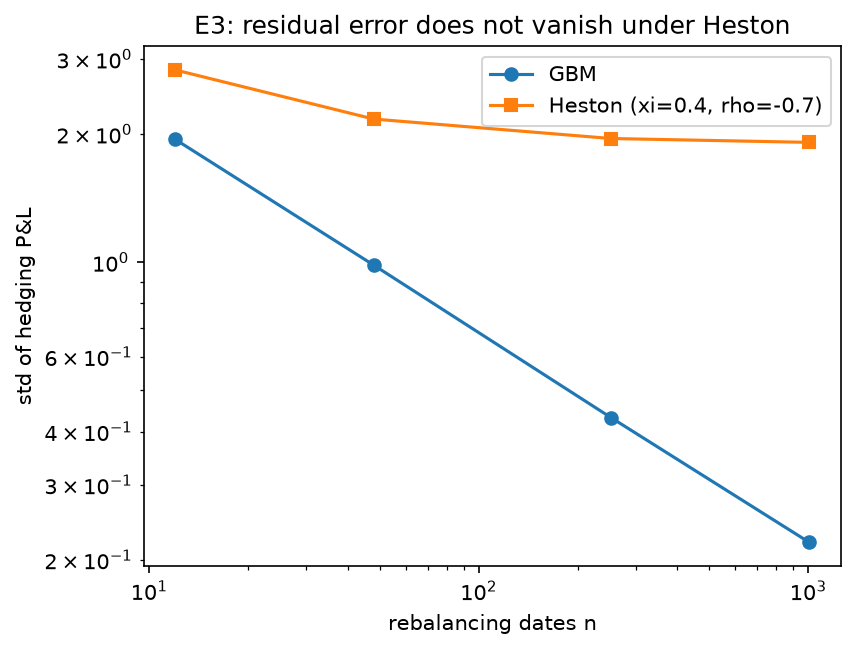 E3: residual error does not vanish under Heston
GBM
Heston (xi=0.4, rho=-0.7)
std of hedging P&L
3 × 10⁰
2 × 10⁰
10⁰
6 × 10⁻¹
4 × 10⁻¹
3 × 10⁻¹
2 × 10⁻¹
10¹
10²
10³
rebalancing dates n